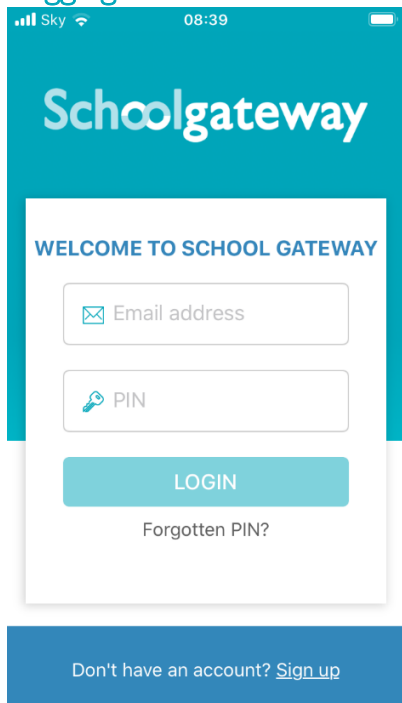 Sky 08:39
Schoolgateway
WELCOME TO SCHOOL GATEWAY
Email address
PIN
LOGIN
Forgotten PIN?
Don't have an account? Sign up